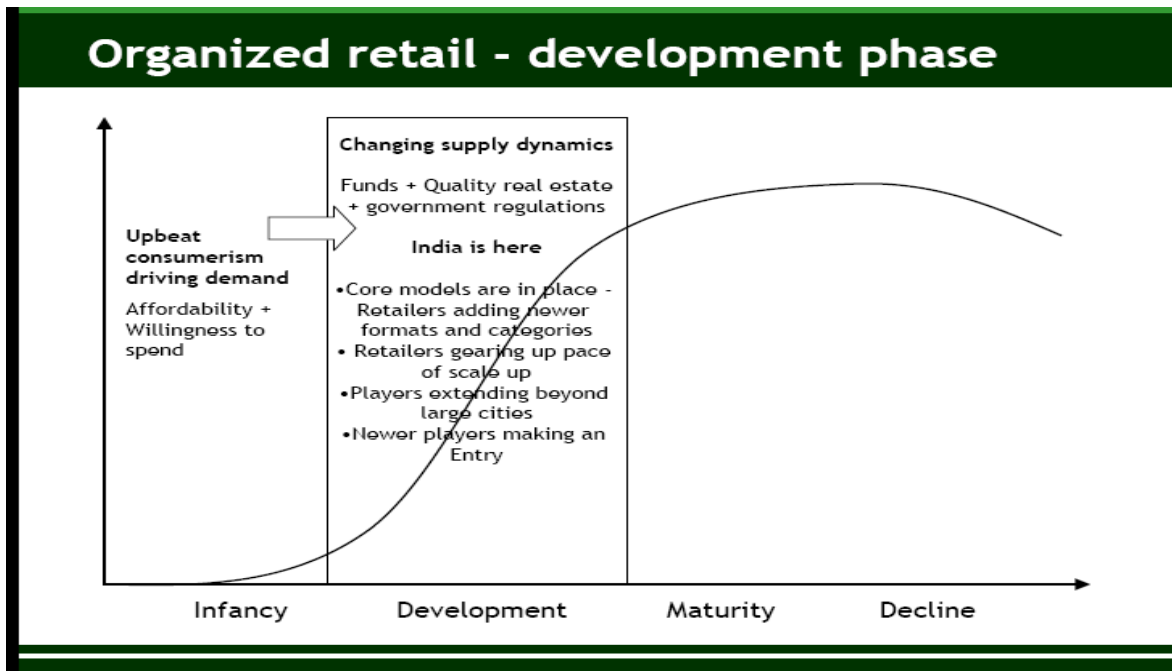 Organized retail - development phase
Upbeat
consumerism
driving demand
Affordability +
Willingness to
spend
Changing supply dynamics
Funds + Quality real estate
+ government regulations
India is here
•Core models are in place -
Retailers adding newer
formats and categories
• Retailers gearing up pace
of scale up
•Players extending beyond
large cities
•Newer players making an
Entry
Infancy
Development
Maturity
Decline